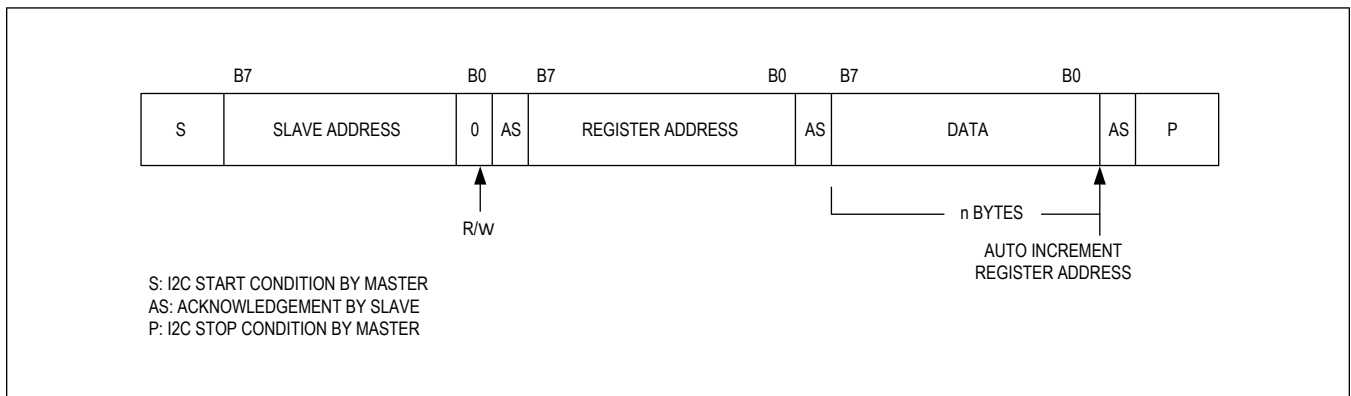 B7 B0 B7 B0 B7 B0
S SLAVE ADDRESS 0 AS REGISTER ADDRESS AS DATA AS P
R/W
n BYTES
AUTO INCREMENT
REGISTER ADDRESS
S: I2C START CONDITION BY MASTER
AS: ACKNOWLEDGEMENT BY SLAVE
P: I2C STOP CONDITION BY MASTER